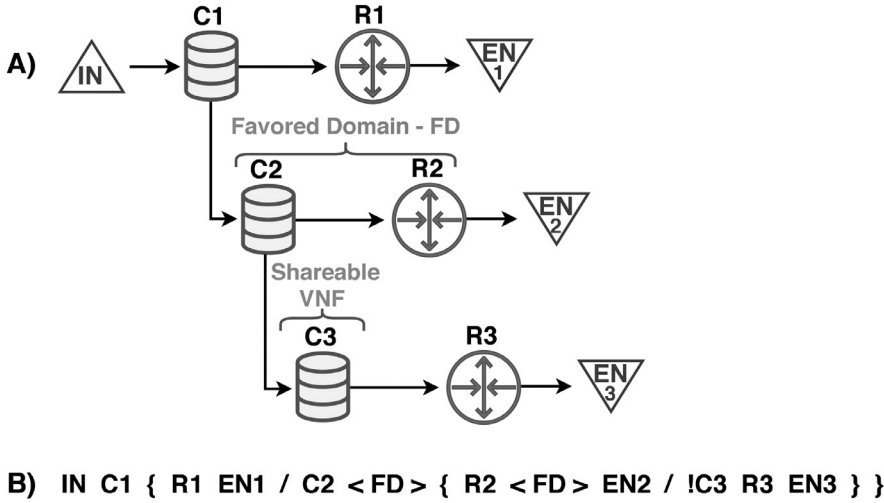 C1 R1
A) IN EN 1
Favored Domain - FD
C2 R2
EN 2
Shareable
VNF
C3 R3
EN 3
B) IN C1 { R1 EN1 / C2 < FD > { R2 < FD > EN2 / !C3 R3 EN3 } }